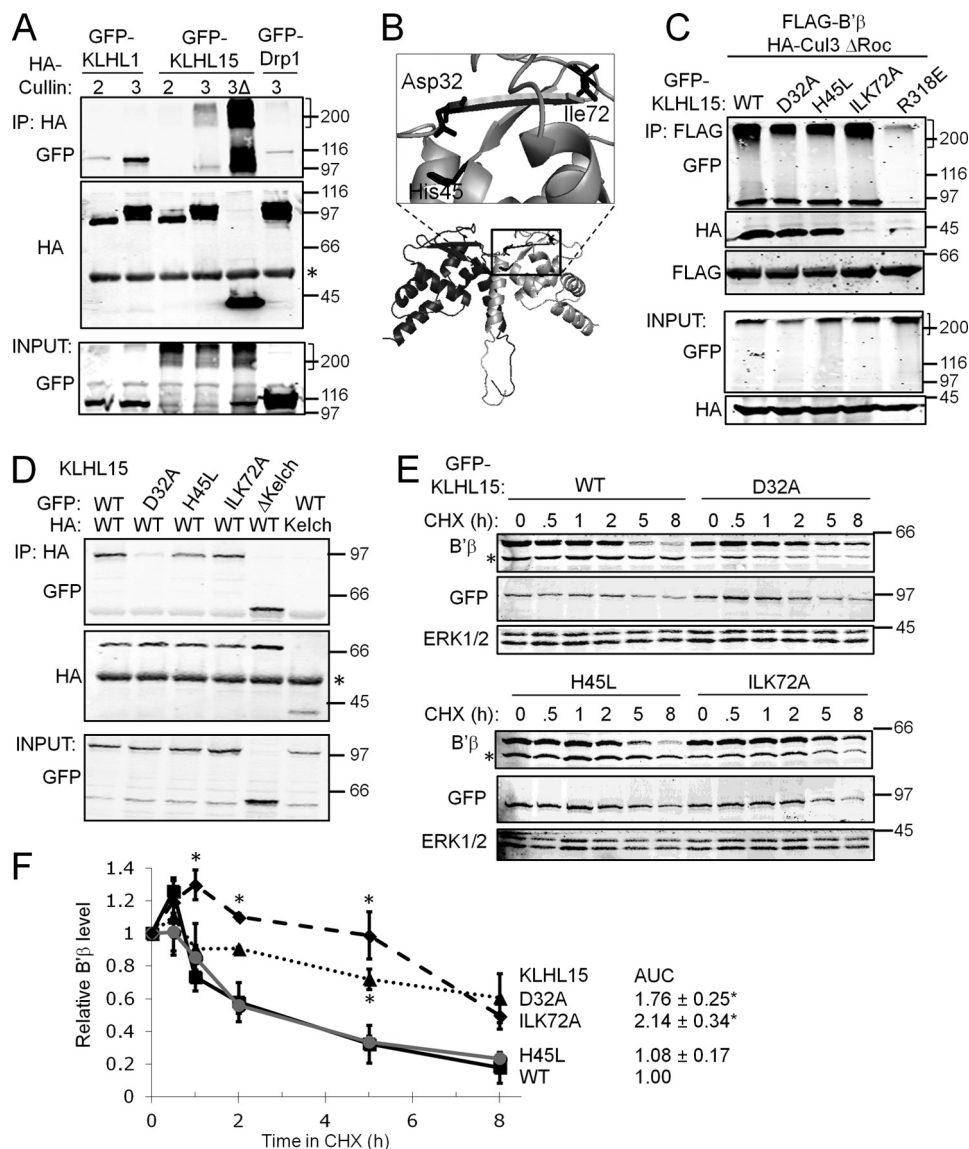 A
GFP-
KLHL1
GFP-
KLHL15
GFP-
Drp1
HA-
Cullin:
2 3 2 3 3Δ 3
IP: HA
GFP
200
116
97
HA
116
97
66
*
45
INPUT:
GFP
200
116
97
B
Asp32
Ile72
His45
C
FLAG-B'β
HA-Cul3 ΔRoc
GFP-
KLHL15:
WT D32A H45L ILK72A R318E
IP: FLAG
GFP
200
116
97
HA
45
66
FLAG
INPUT:
GFP
200
116
97
45
HA
D
KLHL15
GFP: WT D32A H45L ILK72A ΔKelch WT
HA: WT WT WT WT WT Kelch
IP: HA
GFP
97
66
HA
66
*
45
INPUT:
GFP
97
66
E
GFP-
KLHL15:
WT
D32A
CHX (h): 0 .5 1 2 5 8 0 .5 1 2 5 8
B'β
*
66
GFP
97
45
ERK1/2
H45L
ILK72A
CHX (h): 0 .5 1 2 5 8 0 .5 1 2 5 8
B'β
*
66
GFP
97
45
ERK1/2
F
Relative B'β level
1.4
1.2
1
0.8
0.6
0.4
0.2
0
* * * *
0 2 4 6 8
Time in CHX (h)
KLHL15 AUC
D32A 1.76 ± 0.25*
ILK72A 2.14 ± 0.34*
H45L 1.08 ± 0.17
WT 1.00